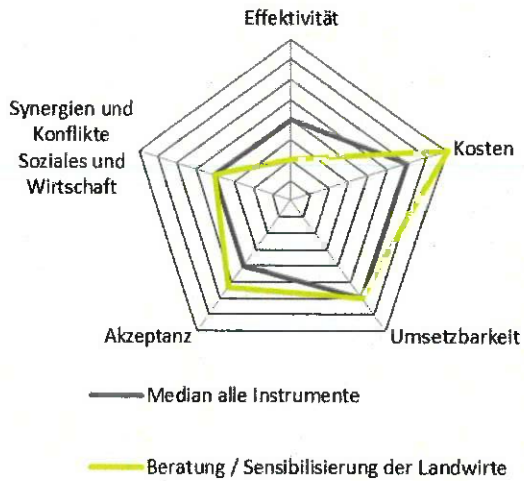 Effektivität
Synergien und
Konflikte
Soziales und
Wirtschaft
Kosten
Akzeptanz
Umsetzbarkeit
Median alle Instrumente
Beratung / Sensibilisierung der Landwirte